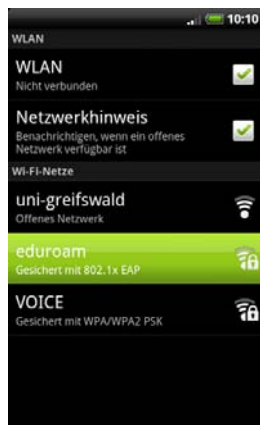 10:10
WLAN
WLAN
Nicht verbunden
Netzwerkhinweis
Benachrichtigen, wenn ein offenes
Netzwerk verfügbar ist
Wi-Fi-Netze
uni-greifswald
Offenes Netzwerk
eduroam
Gesichert mit 802.1x EAP
VOICE
Gesichert mit WPA/WPA2 PSK